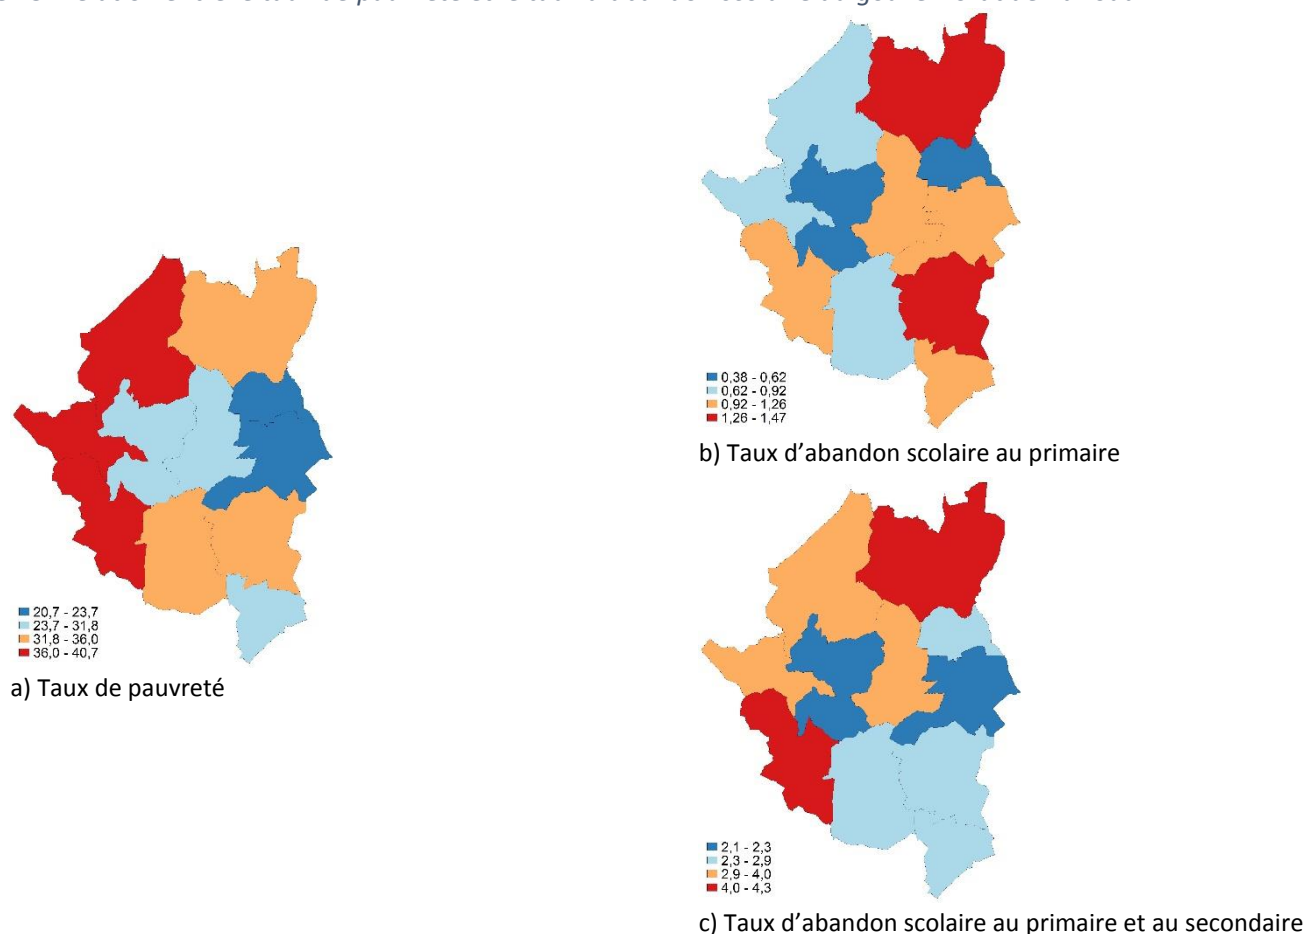 0,38 - 0,62
0,62 - 0,92
0,92 - 1,26
1,26 - 1,47
b) Taux d’abandon scolaire au primaire
20,7 - 23,7
23,7 - 31,8
31,8 - 36,0
36,0 - 40,7
a) Taux de pauvreté
2,1 - 2,3
2,3 - 2,9
2,9 - 4,0
4,0 - 4,3
c) Taux d’abandon scolaire au primaire et au secondaire